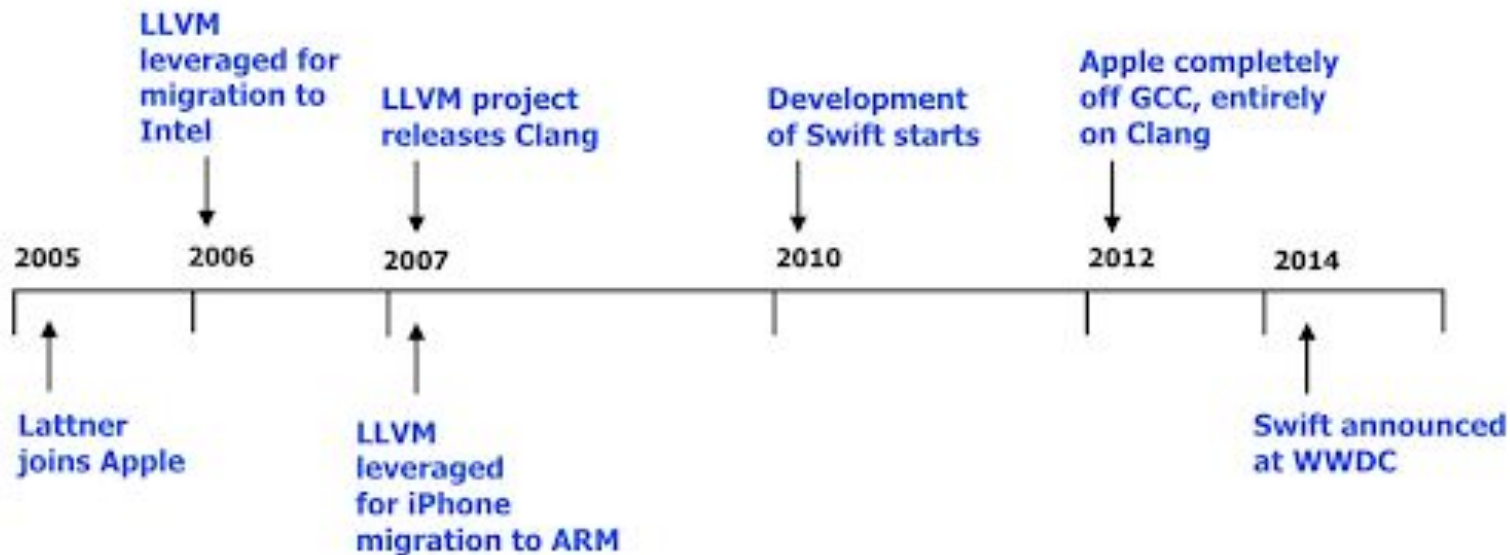 LLVM
leveraged for
migration to
Intel
LLVM project
releases Clang
Development
of Swift starts
Apple completely
off GCC, entirely
on Clang
2005
2006
2007
2010
2012
2014
Lattner
joins Apple
LLVM
leveraged
for iPhone
migration to ARM
Swift announced
at WWDC